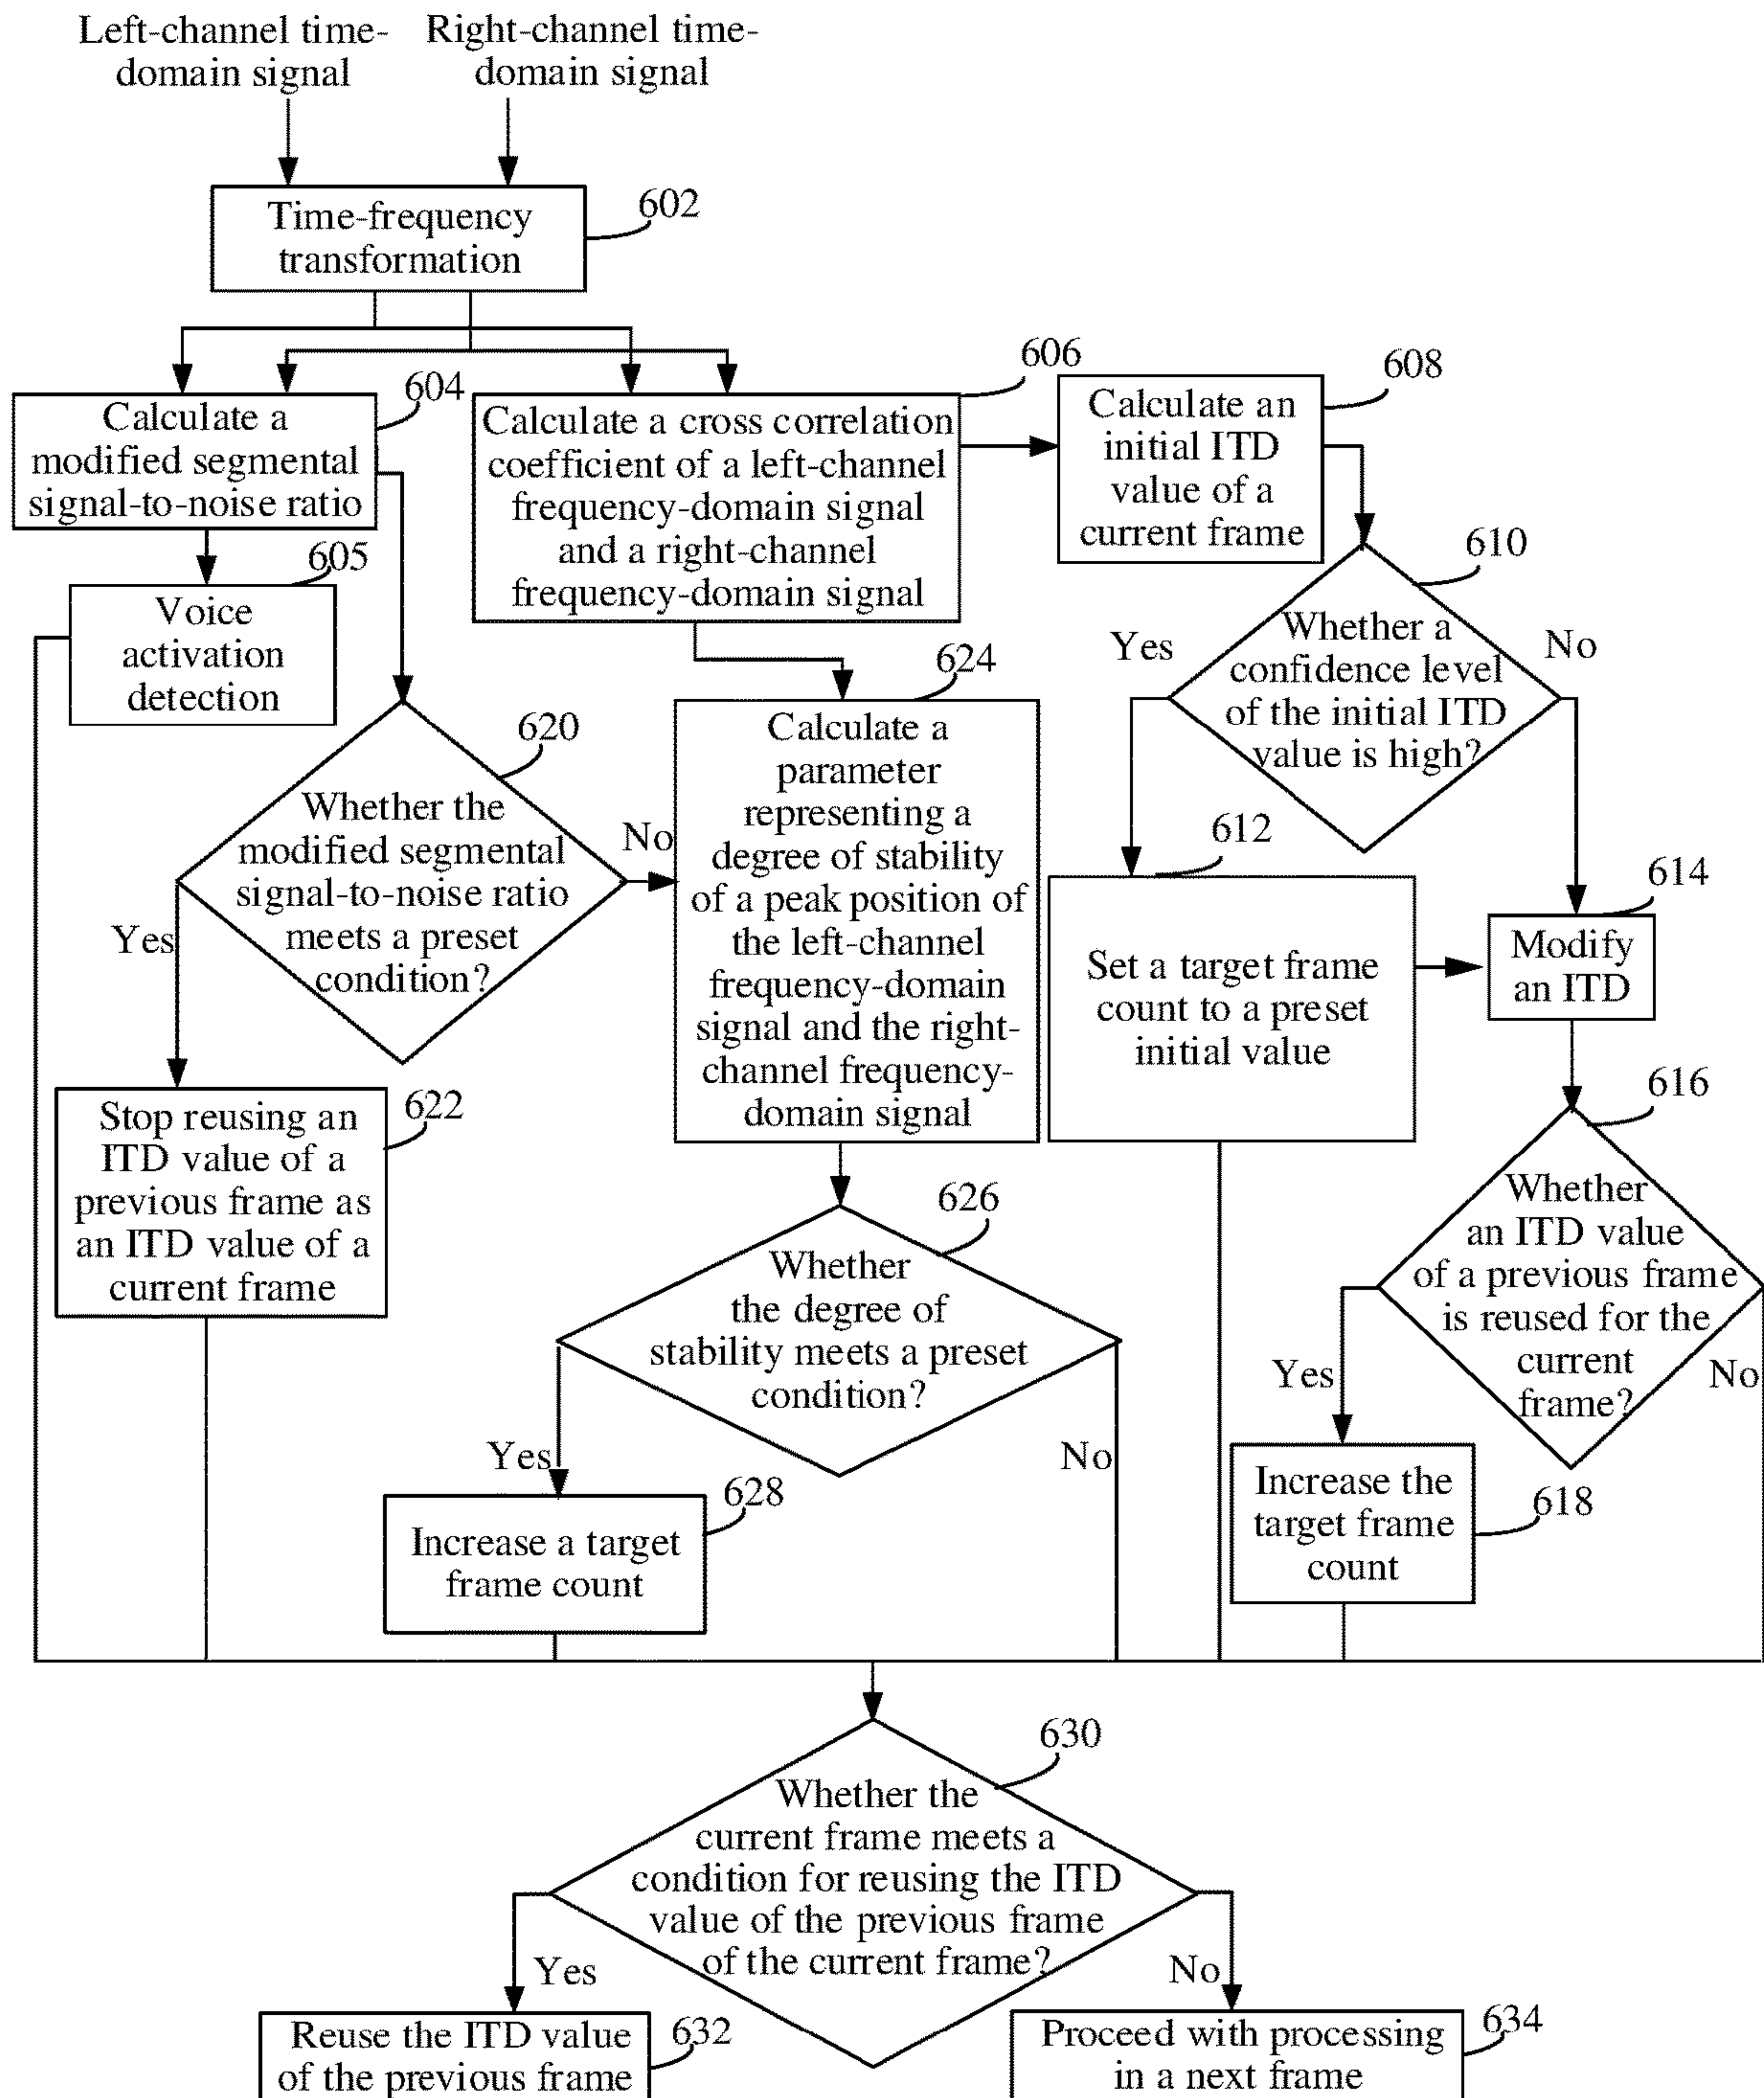 Left-channel time-
domain signal
Right-channel time-
domain signal
Time-frequency
transformation
602
604
Calculate a
modified segmental
signal-to-noise ratio
606
Calculate a cross correlation
coefficient of a left-channel
frequency-domain signal
and a right-channel
frequency-domain signal
608
Calculate an
initial ITD
value of a
current frame
605
Voice
activation
detection
610
Whether a
confidence level
of the initial ITD
value is high?
Yes
No
620
Whether the
modified segmental
signal-to-noise ratio
meets a preset
condition?
Yes
No
624
Calculate a
parameter
representing a
degree of stability
of a peak position of
the left-channel
frequency-domain
signal and the right-
channel frequency-
domain signal
612
Set a target frame
count to a preset
initial value
614
Modify
an ITD
616
Whether
an ITD value
of a previous frame
is reused for the
current
frame?
Yes
No
622
Stop reusing an
ITD value of a
previous frame as
an ITD value of a
current frame
626
Whether
the degree of
stability meets a preset
condition?
Yes
No
628
Increase a target
frame count
618
Increase the
target frame
count
630
Whether the
current frame meets a
condition for reusing the ITD
value of the previous frame
of the current frame?
Yes
No
Reuse the ITD value
of the previous frame
632
Proceed with processing
in a next frame
634